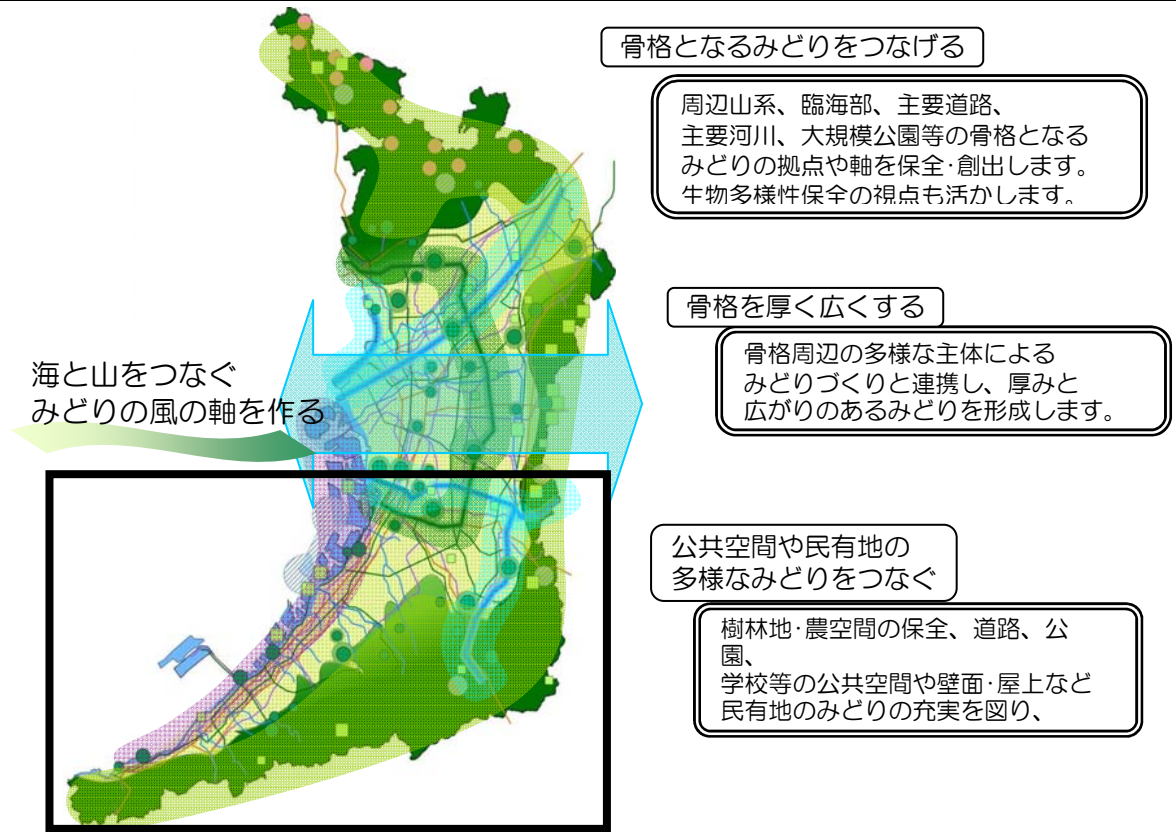 骨格となるみどりをつなげる
周辺山系、臨海部、主要道路、
主要河川、大規模公園等の骨格となる
みどりの拠点や軸を保全･創出します。
生物多様性保全の視点も活かします。
骨格を厚く広くする
骨格周辺の多様な主体による
みどりづくりと連携し、厚みと
広がりのあるみどりを形成します。
海と山をつなぐ
みどりの風の軸を作る
公共空間や民有地の
多様なみどりをつなぐ
樹林地･農空間の保全、道路、公
園、
学校等の公共空間や壁面･屋上など
民有地のみどりの充実を図り、